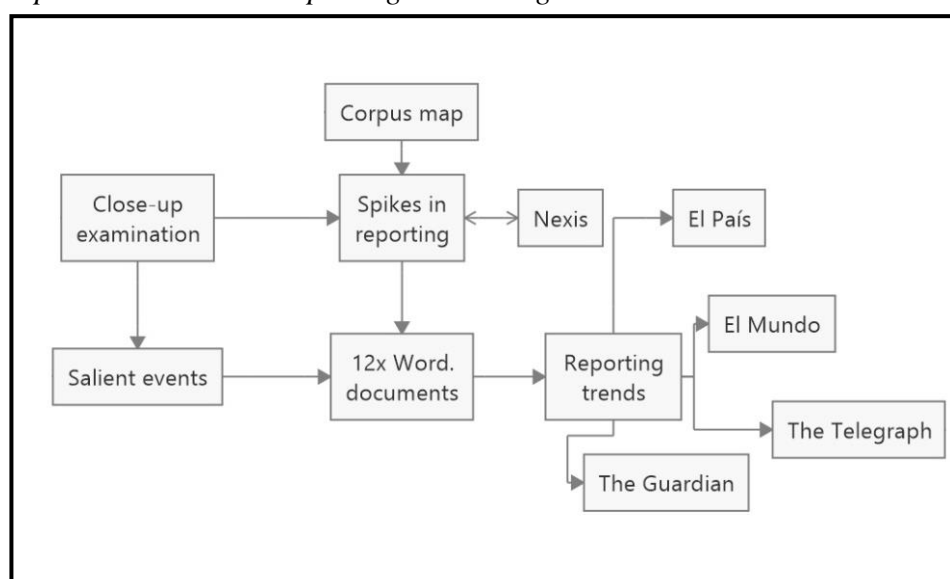 Corpus map
Close-up
examination
Spikes in
reporting
Nexis
El País
El Mundo
Salient events
12x Word.
documents
Reporting
trends
The Telegraph
The Guardian